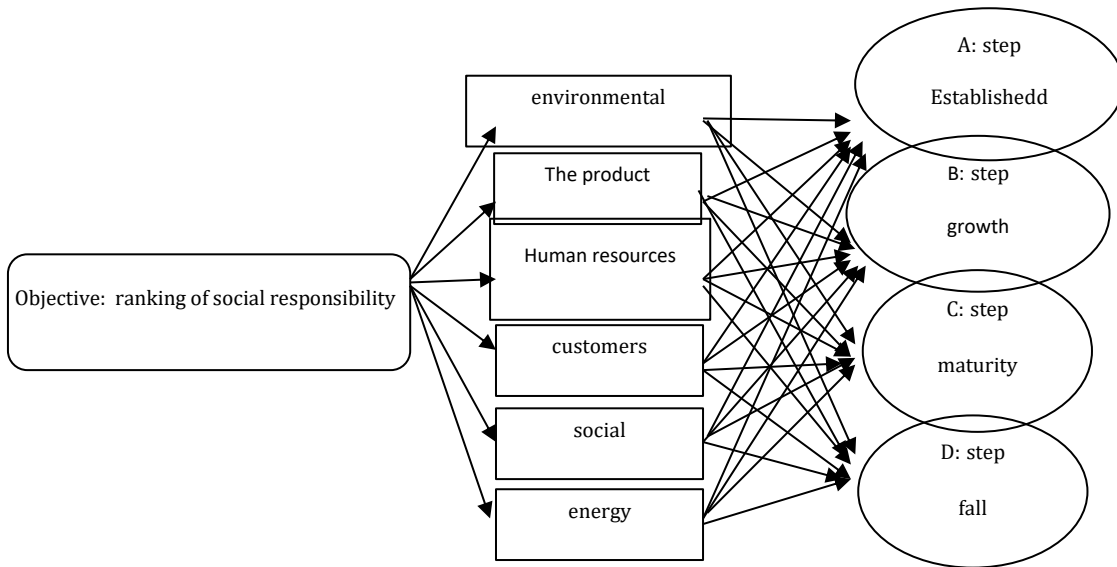 Objective:  ranking of social responsibility
environmental
The product
Human resources
customers
social
energy
A: step
Establishedd
B: step
growth
C: step
maturity
D: step
fall